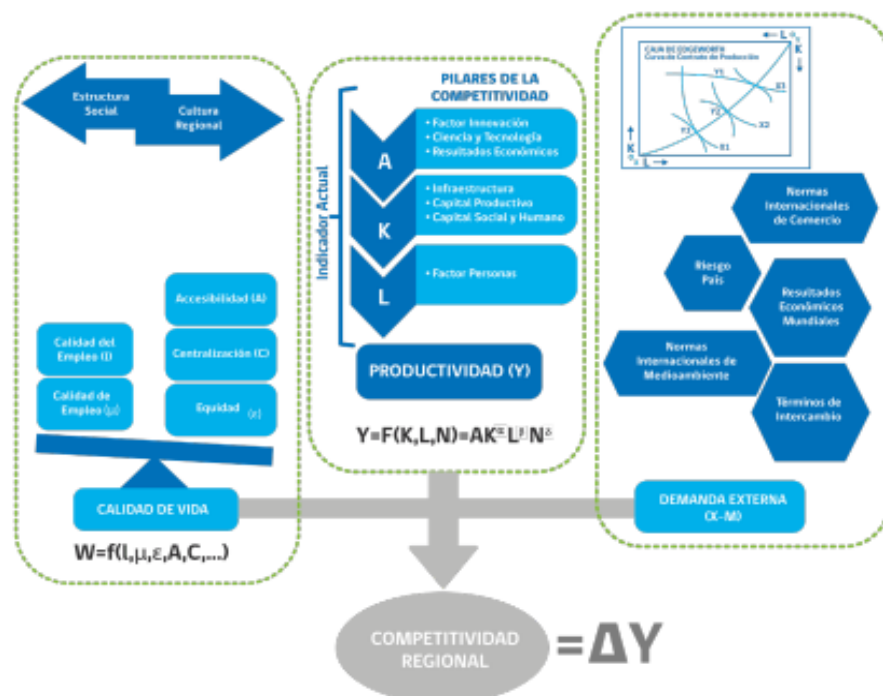 Estructura
Social
Cultura
Regional
Accesibilidad (A)
Calidad del
Empleo (I)
Centralización (C)
Calidad de
Empleo (μ)
Equidad (ε)
CALIDAD DE VIDA
W=f(l,μ,ε,A,C,...)
PILARES DE LA
COMPETITIVIDAD
Indicador Actual
A
• Factor Innovación
• Ciencia y Tecnología
• Resultados Económicos
K
• Infraestructura
• Capital Productivo
• Capital Social y Humano
L
• Factor Personas
PRODUCTIVIDAD (Y)
Y=F(K,L,N)=AK^α L^β N^δ
CAJA DE EDGEWORTH
Curva de Contrato de Producción
← L O
K
↓
Y1
X3
Y2
X2
Y3
X1
↑
K
O
L →
Normas
Internacionales
de Comercio
Riesgo
País
Resultados
Económicos
Mundiales
Normas
Internacionales de
Medioambiente
Términos de
Intercambio
DEMANDA EXTERNA
(X-M)
COMPETITIVIDAD
REGIONAL
=ΔY